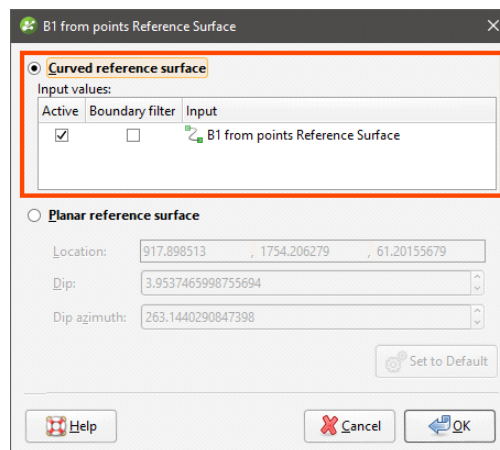 B1 from points Reference Surface
Curved reference surface
Input values:
Active Boundary filter Input
B1 from points Reference Surface
Planar reference surface
Location: 917.898513 , 1754.206279 , 61.20155679
Dip: 3.9537465998755694
Dip azimuth: 263.1440290847398
Set to Default
Help Cancel OK